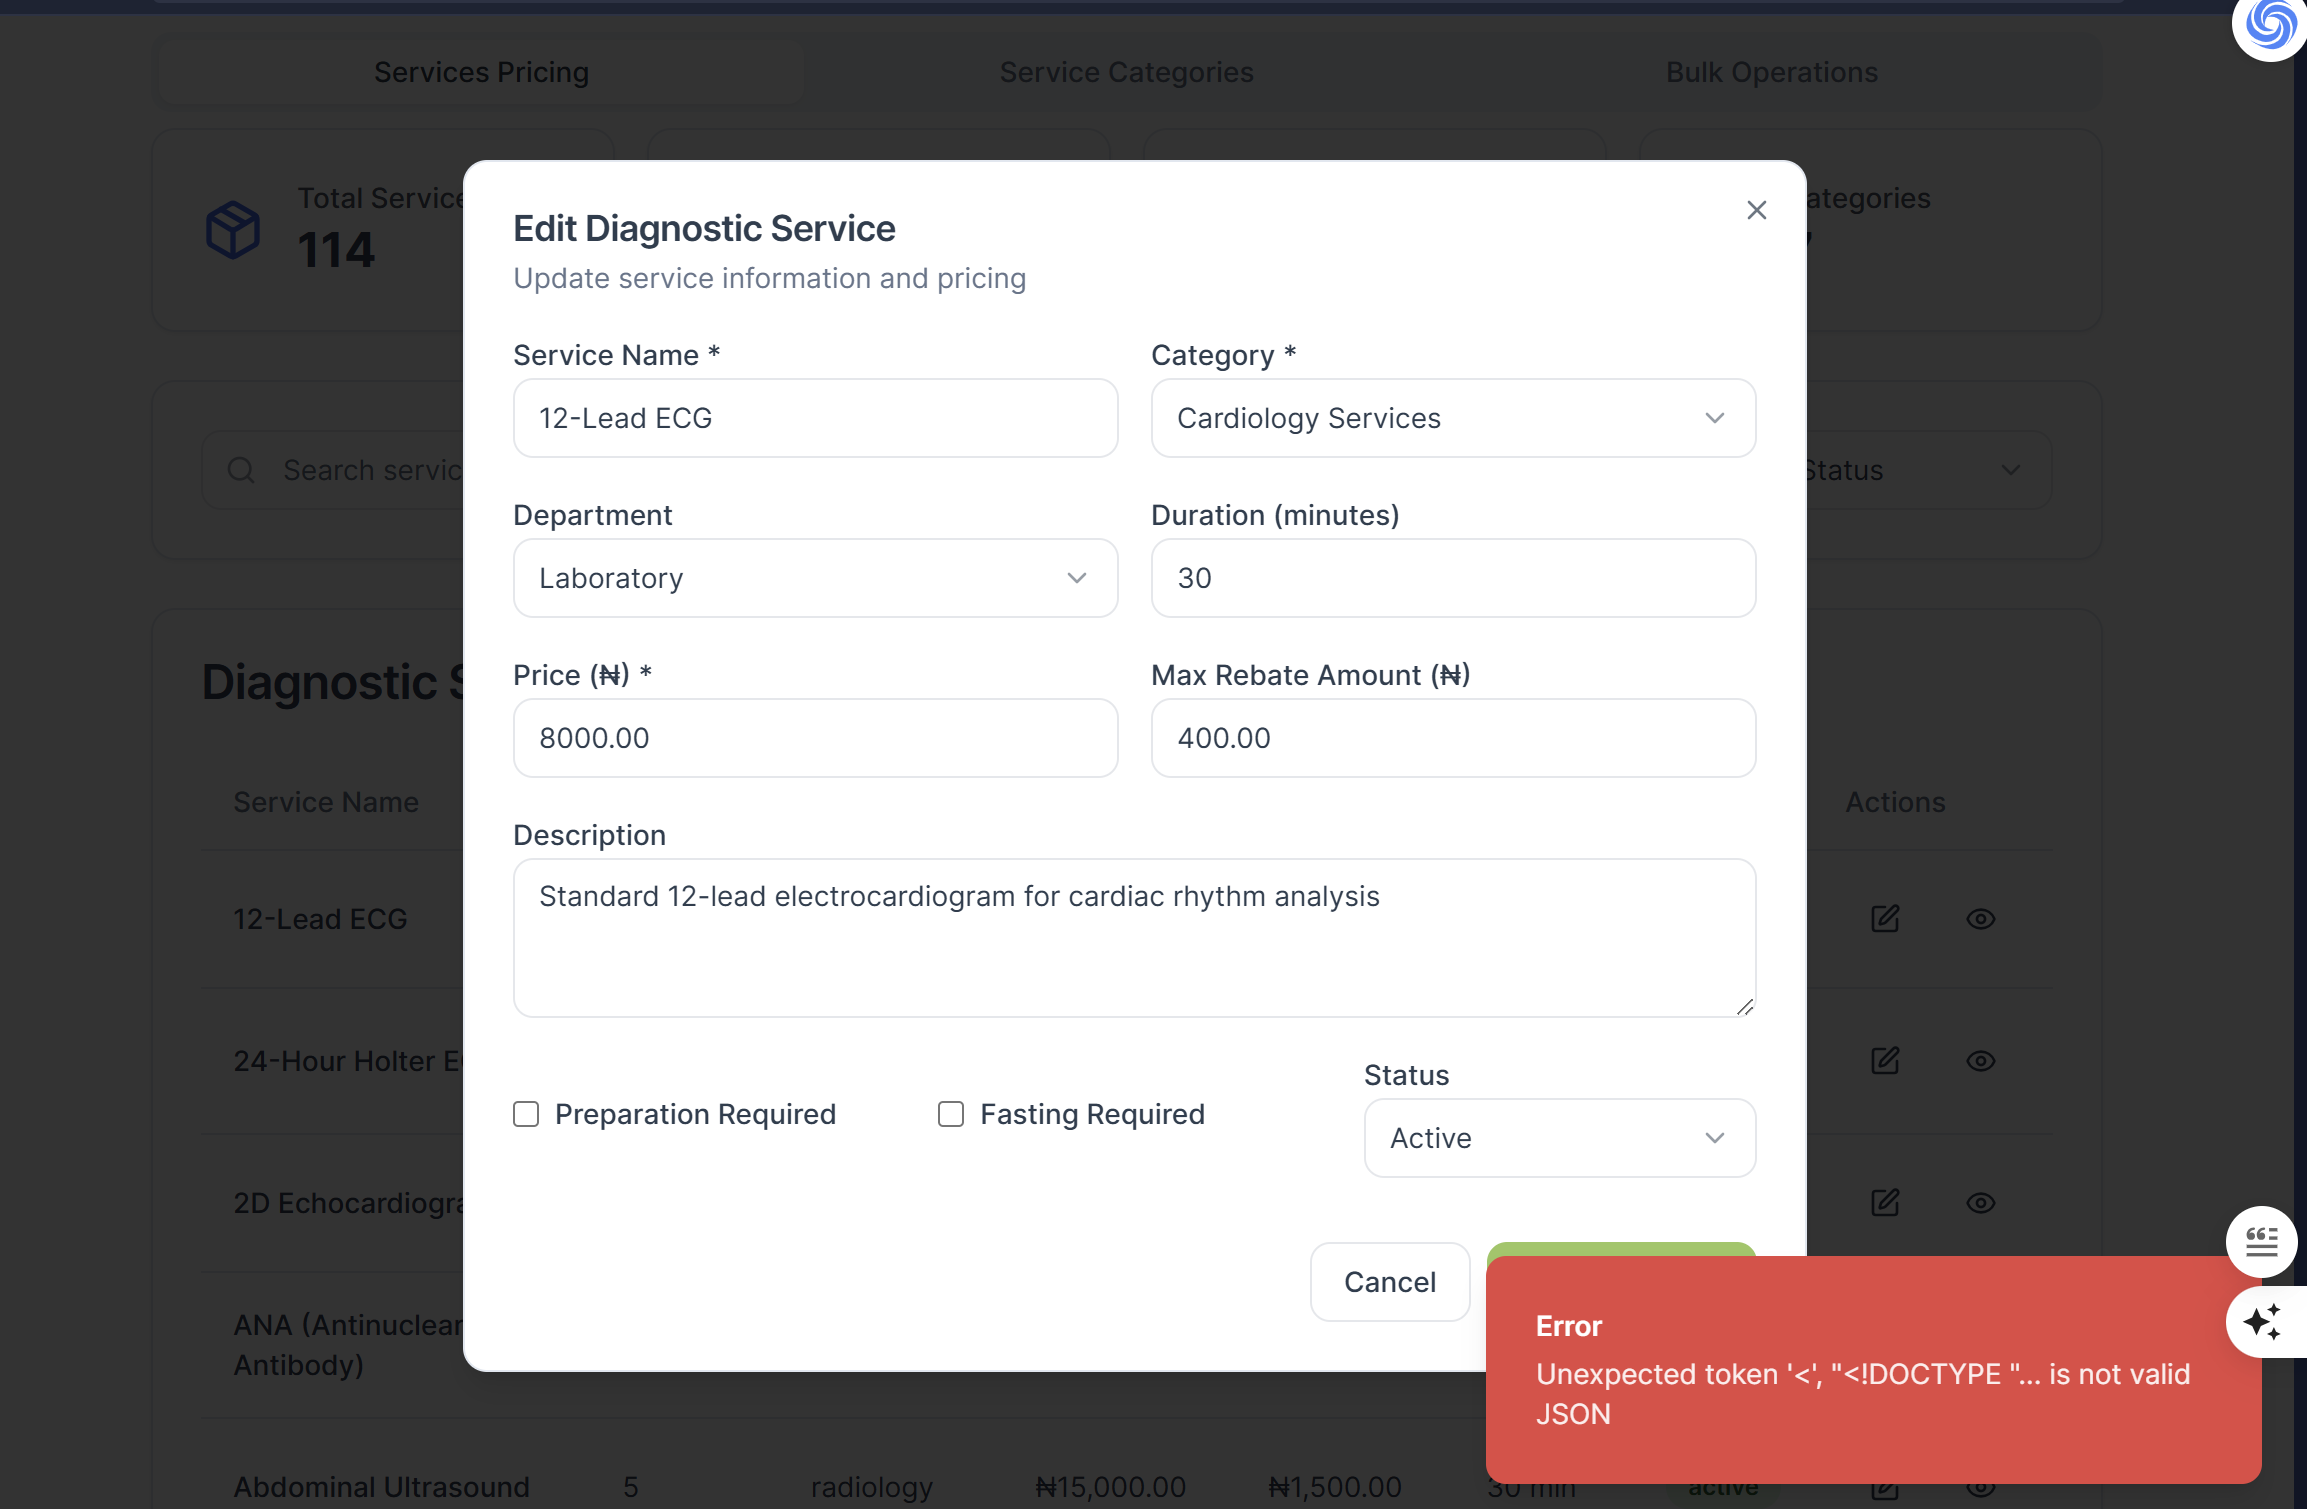 Services Pricing
Service Categories
Bulk Operations
Total Service
114
ategories
Edit Diagnostic Service
Update service information and pricing
Service Name *
Category *
12-Lead ECG
Cardiology Services
Search servic
Status
Department
Duration (minutes)
Laboratory
30
Price (₦) *
Max Rebate Amount (₦)
Diagnostic S
8000.00
400.00
Service Name
Actions
Description
Standard 12-lead electrocardiogram for cardiac rhythm analysis
12-Lead ECG
24-Hour Holter E
Status
Preparation Required
Fasting Required
Active
2D Echocardiogra
Cancel
ANA (Antinuclear
Antibody)
Error
Unexpected token '<', "<!DOCTYPE "... is not valid
JSON
Abdominal Ultrasound
5
radiology
₦15,000.00
₦1,500.00
30 min
active